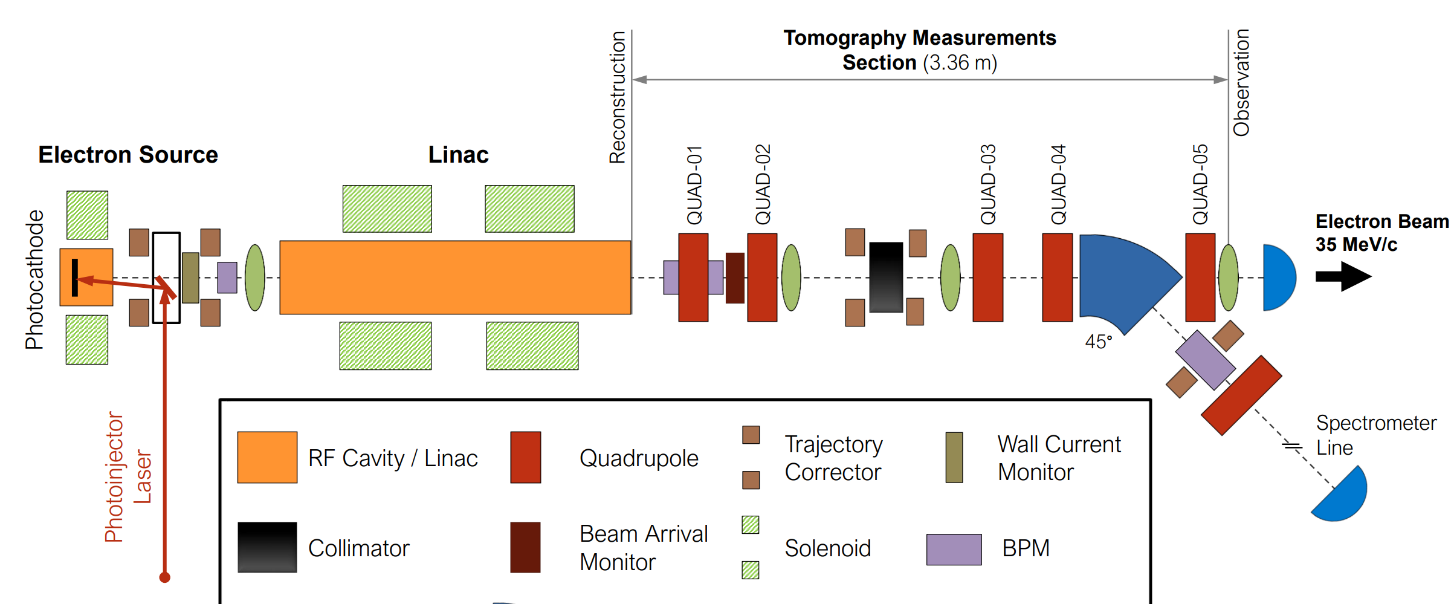 Tomography Measurements
Section (3.36 m)
Reconstruction
Observation
Electron Source
Linac
Photocathode
QUAD-01
QUAD-02
QUAD-03
QUAD-04
QUAD-05
Electron Beam
35 MeV/c
45°
Photoinjector
Laser
Spectrometer
Line
RF Cavity / Linac
Quadrupole
Trajectory
Corrector
Wall Current
Monitor
Collimator
Beam Arrival
Monitor
Solenoid
BPM